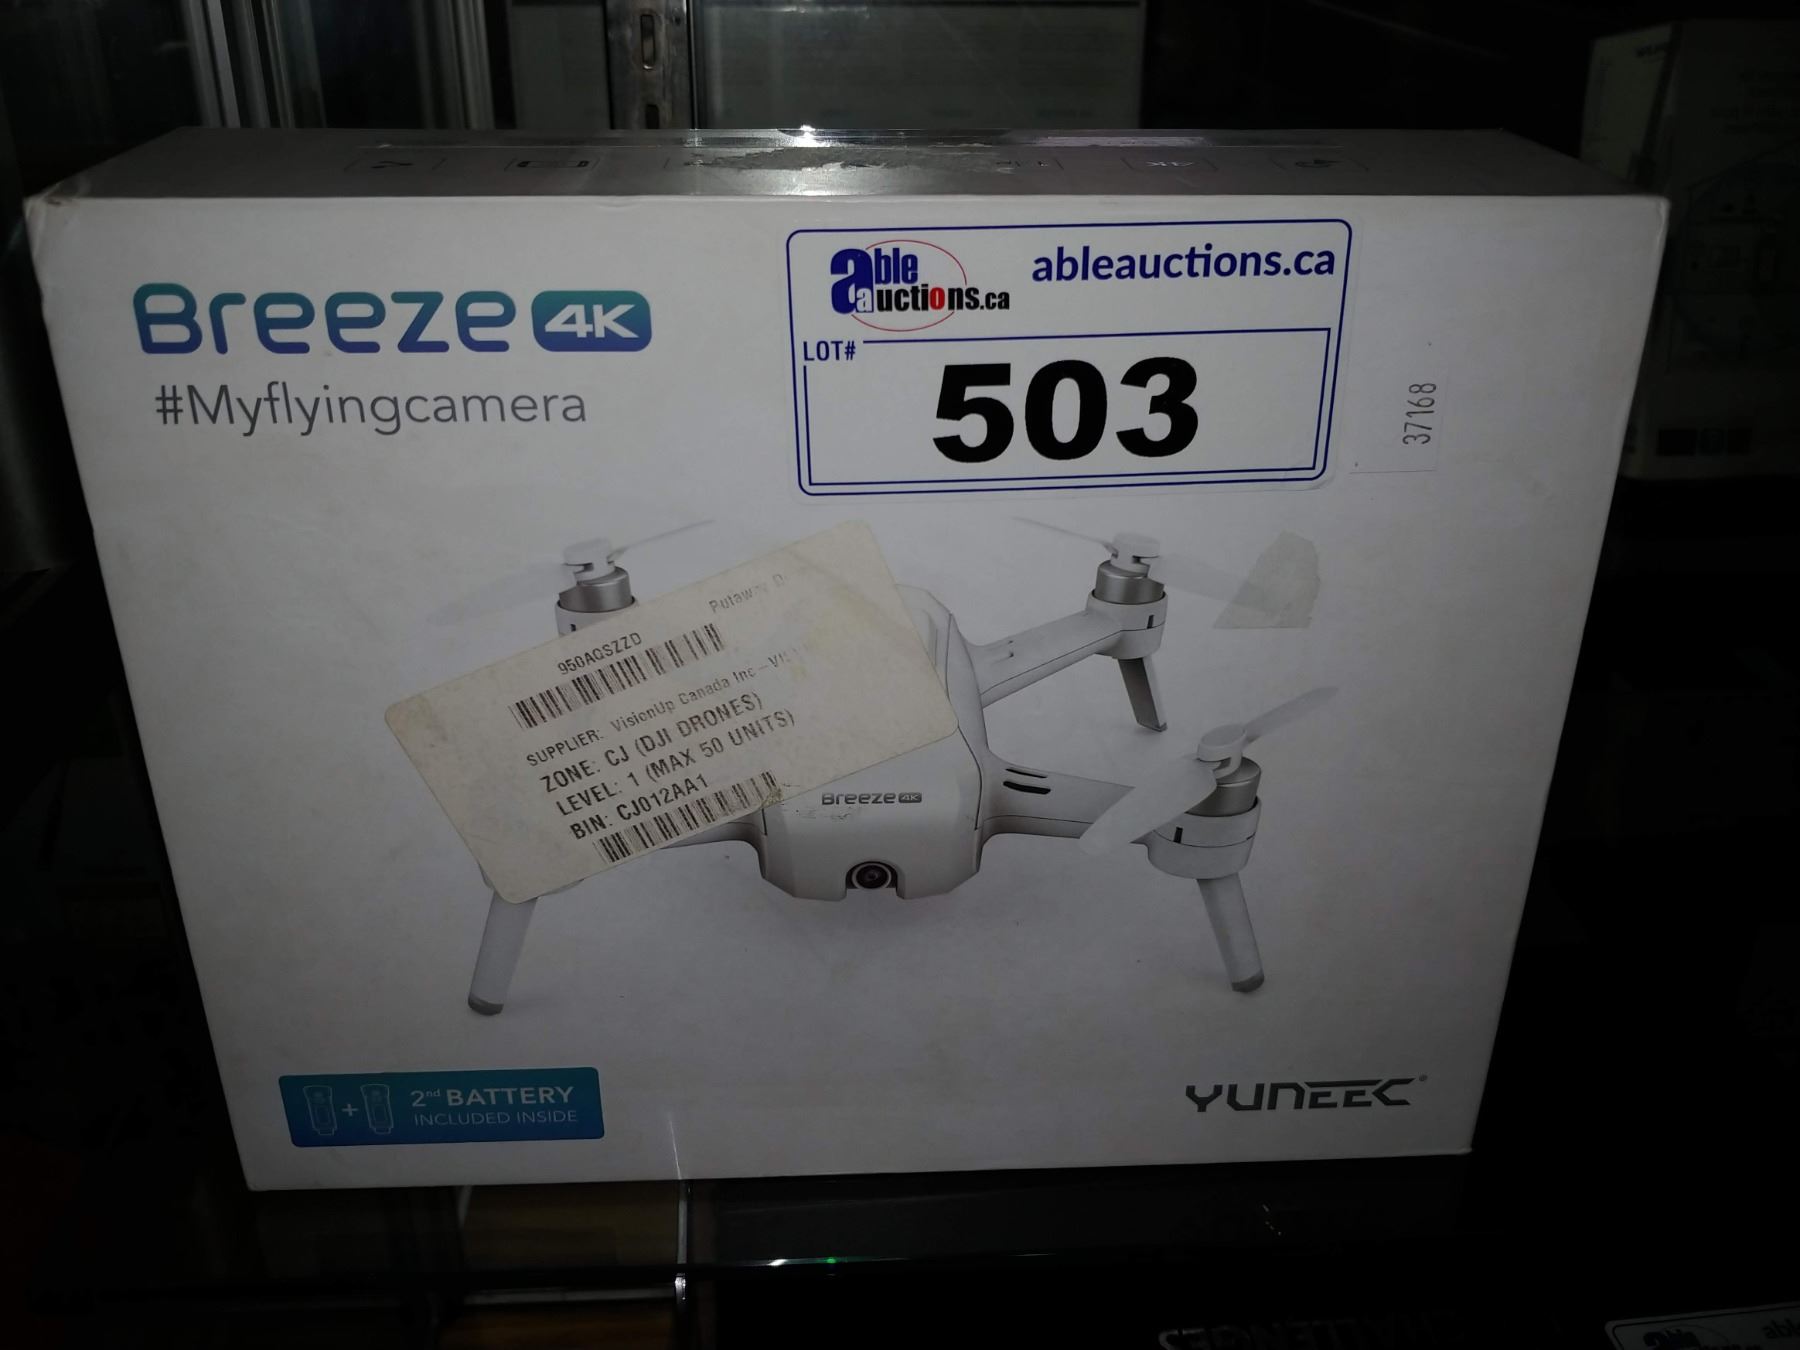 Breeze 4K
#Myflyingcamera
able auctions.ca
ableauctions.ca
LOT#
503
37168
950AQSZZD
SUPPLIER: VisionUp Canada Inc
ZONE: CJ (DJI DRONES)
LEVEL: 1 (MAX 50 UNITS)
BIN: CJ012AA1
Breeze 4K
2nd BATTERY
INCLUDED INSIDE
YUNEEC